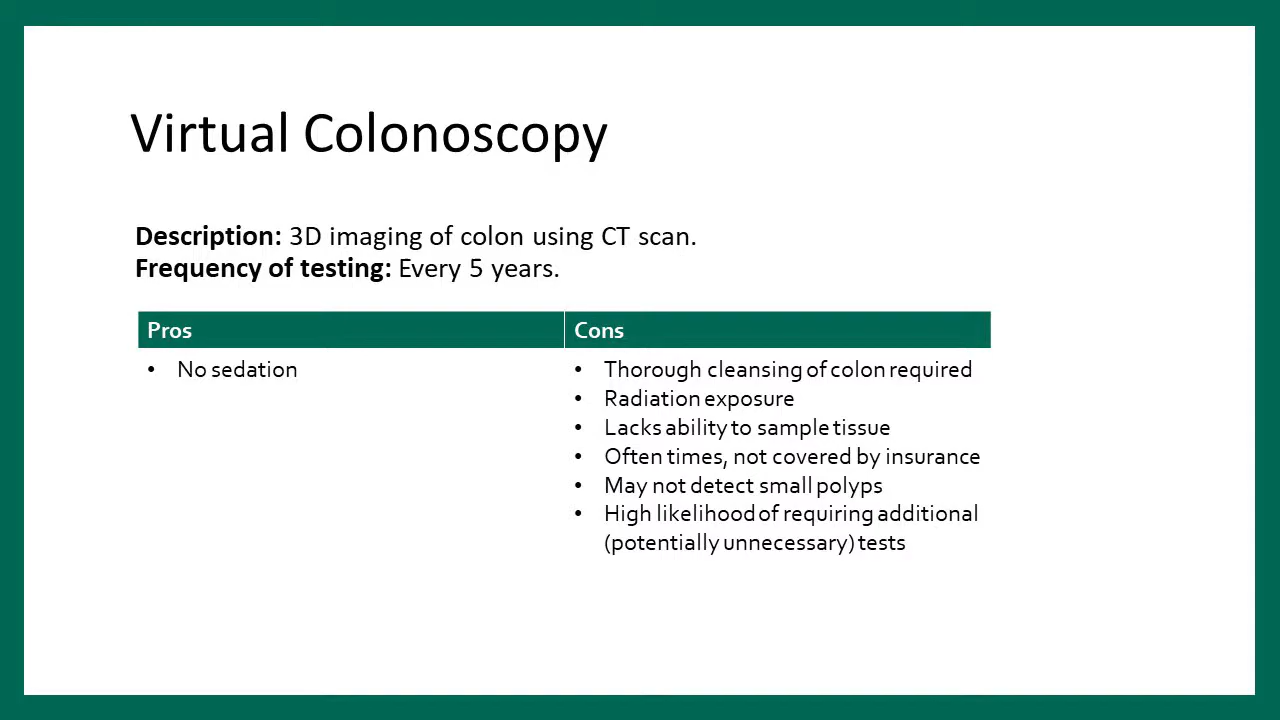 Virtual Colonoscopy
Description: 3D imaging of colon using CT scan.
Frequency of testing: Every 5 years.
Pros
• No sedation
Cons
• Thorough cleansing of colon required
• Radiation exposure
• Lacks ability to sample tissue
• Often times, not covered by insurance
• May not detect small polyps
• High likelihood of requiring additional
(potentially unnecessary) tests